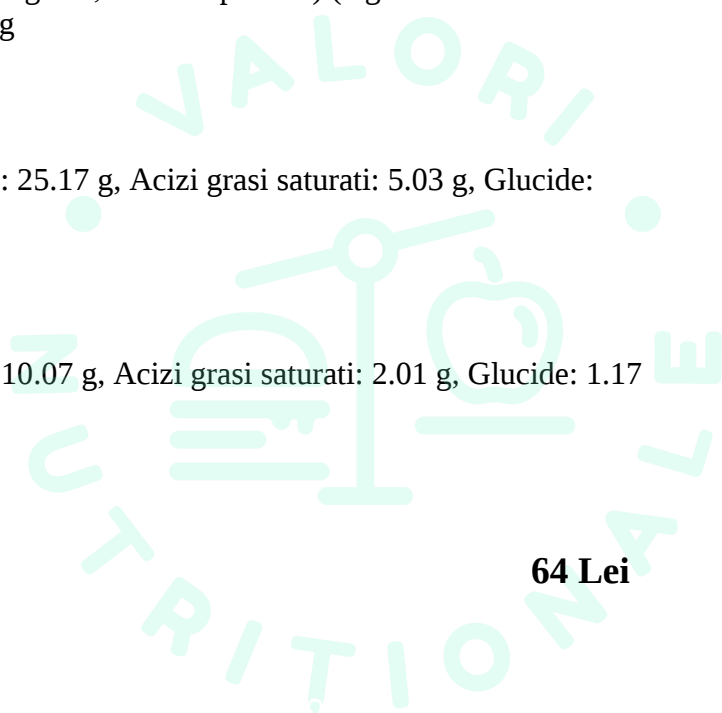 g
: 25.17 g, Acizi grasi saturati: 5.03 g, Glucide:
10.07 g, Acizi grasi saturati: 2.01 g, Glucide: 1.17
64 Lei
VALORI
NUTRITIONALE